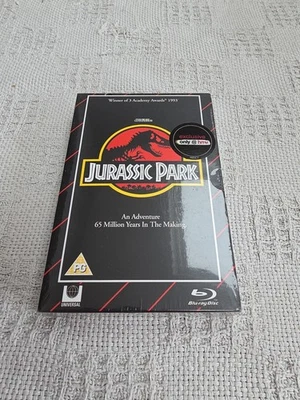 Winner of 3 Academy Awards® 1993
EXCLUSIVE
only @ hmv
JURASSIC PARK
An Adventure
65 Million Years In The Making.
PG
UNIVERSAL
Blu-ray Disc